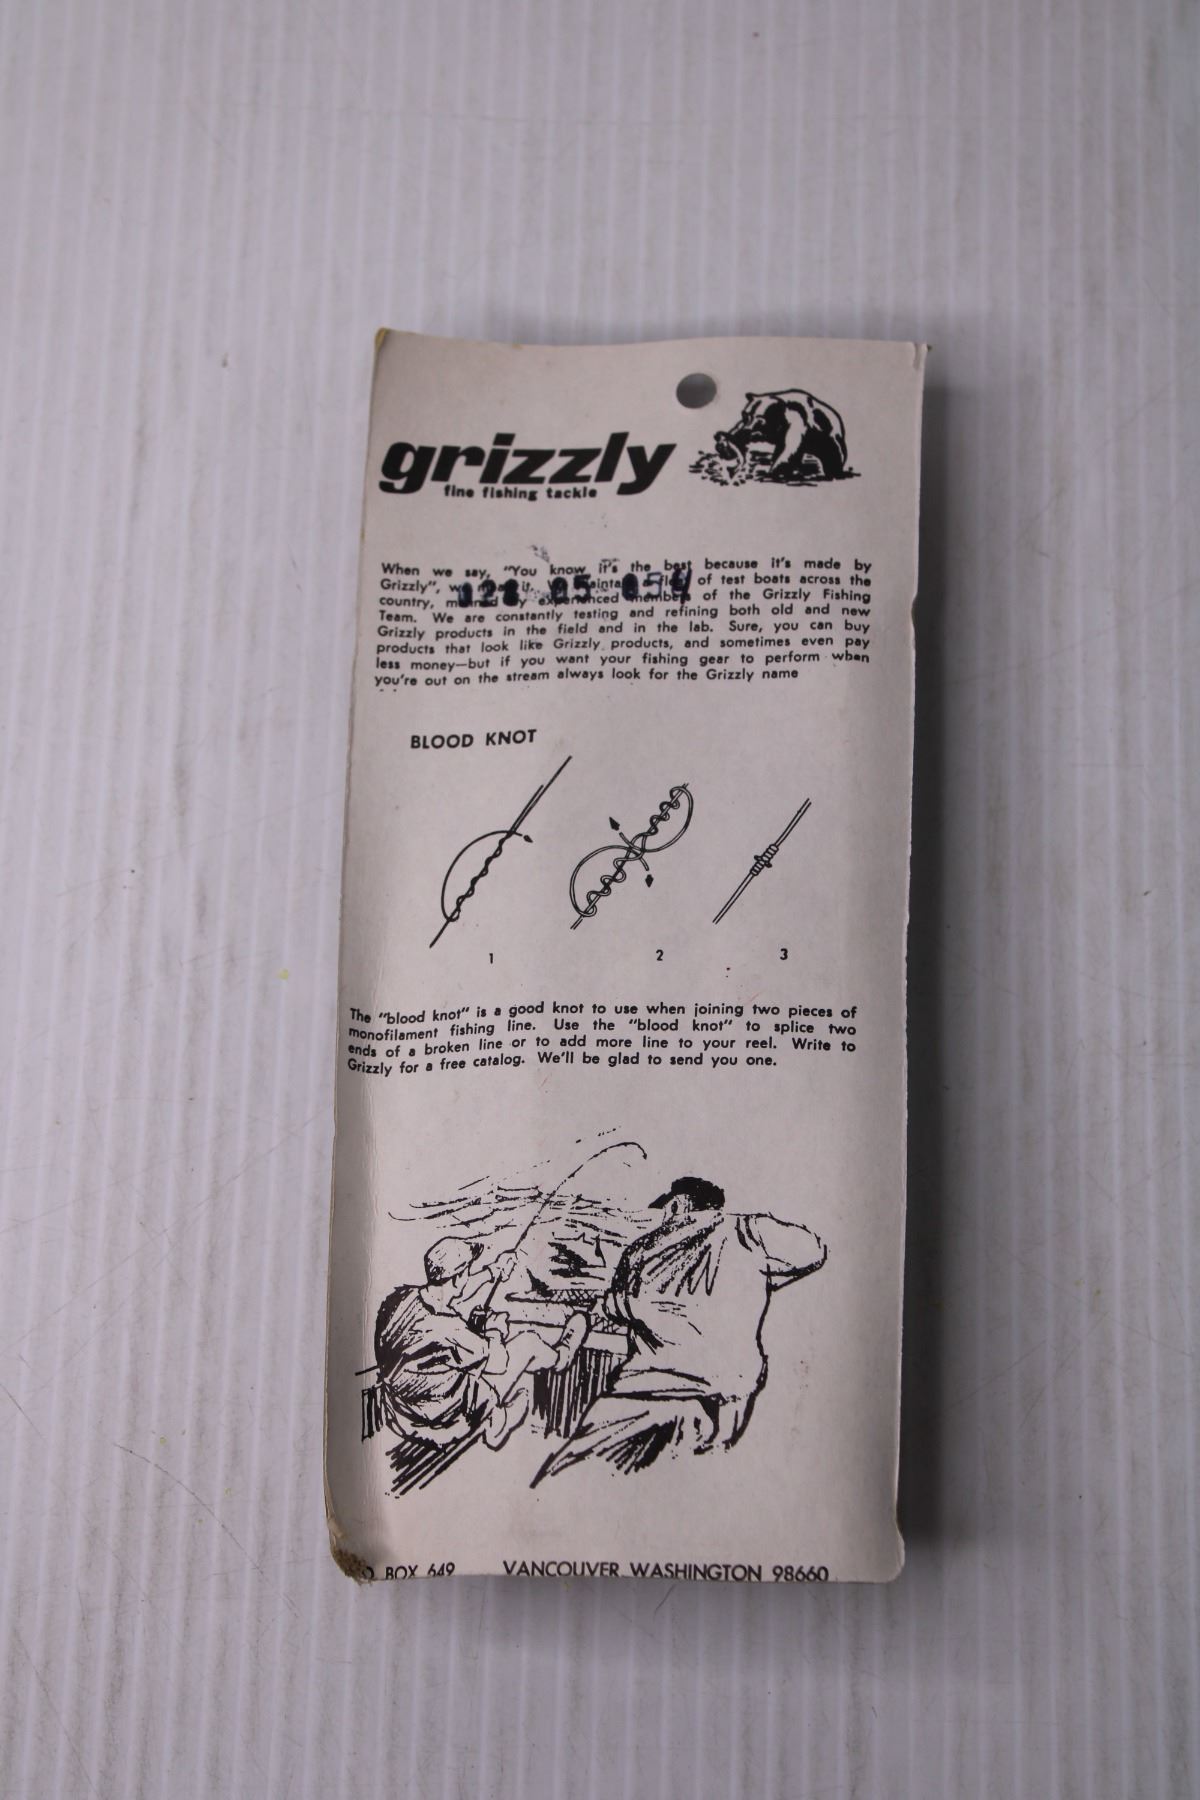 grizzly
fine fishing tackle
When we say, "You know it's the best because it's made by
Grizzly", we it. of test boats across the
country, by experienced members of the Grizzly Fishing
Team. We are constantly testing and refining both old and new
Grizzly products in the field and in the lab. Sure, you can buy
products that look like Grizzly products, and sometimes even pay
less money—but if you want your fishing gear to perform when
you're out on the stream always look for the Grizzly name
BLOOD KNOT
1 2 3
The "blood knot" is a good knot to use when joining two pieces of
monofilament fishing line. Use the "blood knot" to splice two
ends of a broken line or to add more line to your reel. Write to
Grizzly for a free catalog. We'll be glad to send you one.
BOX 649 VANCOUVER, WASHINGTON 98660